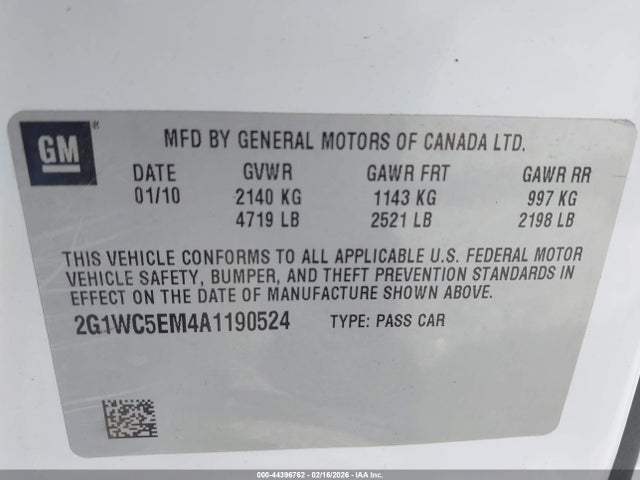 GM®
MFD BY GENERAL MOTORS OF CANADA LTD.
DATE GVWR GAWR FRT GAWR RR
01/10 2140 KG 1143 KG 997 KG
4719 LB 2521 LB 2198 LB
THIS VEHICLE CONFORMS TO ALL APPLICABLE U.S. FEDERAL MOTOR
VEHICLE SAFETY, BUMPER, AND THEFT PREVENTION STANDARDS IN
EFFECT ON THE DATE OF MANUFACTURE SHOWN ABOVE.
2G1WC5EM4A1190524 TYPE: PASS CAR
000-44396762 - 02/16/2026 - IAA Inc.